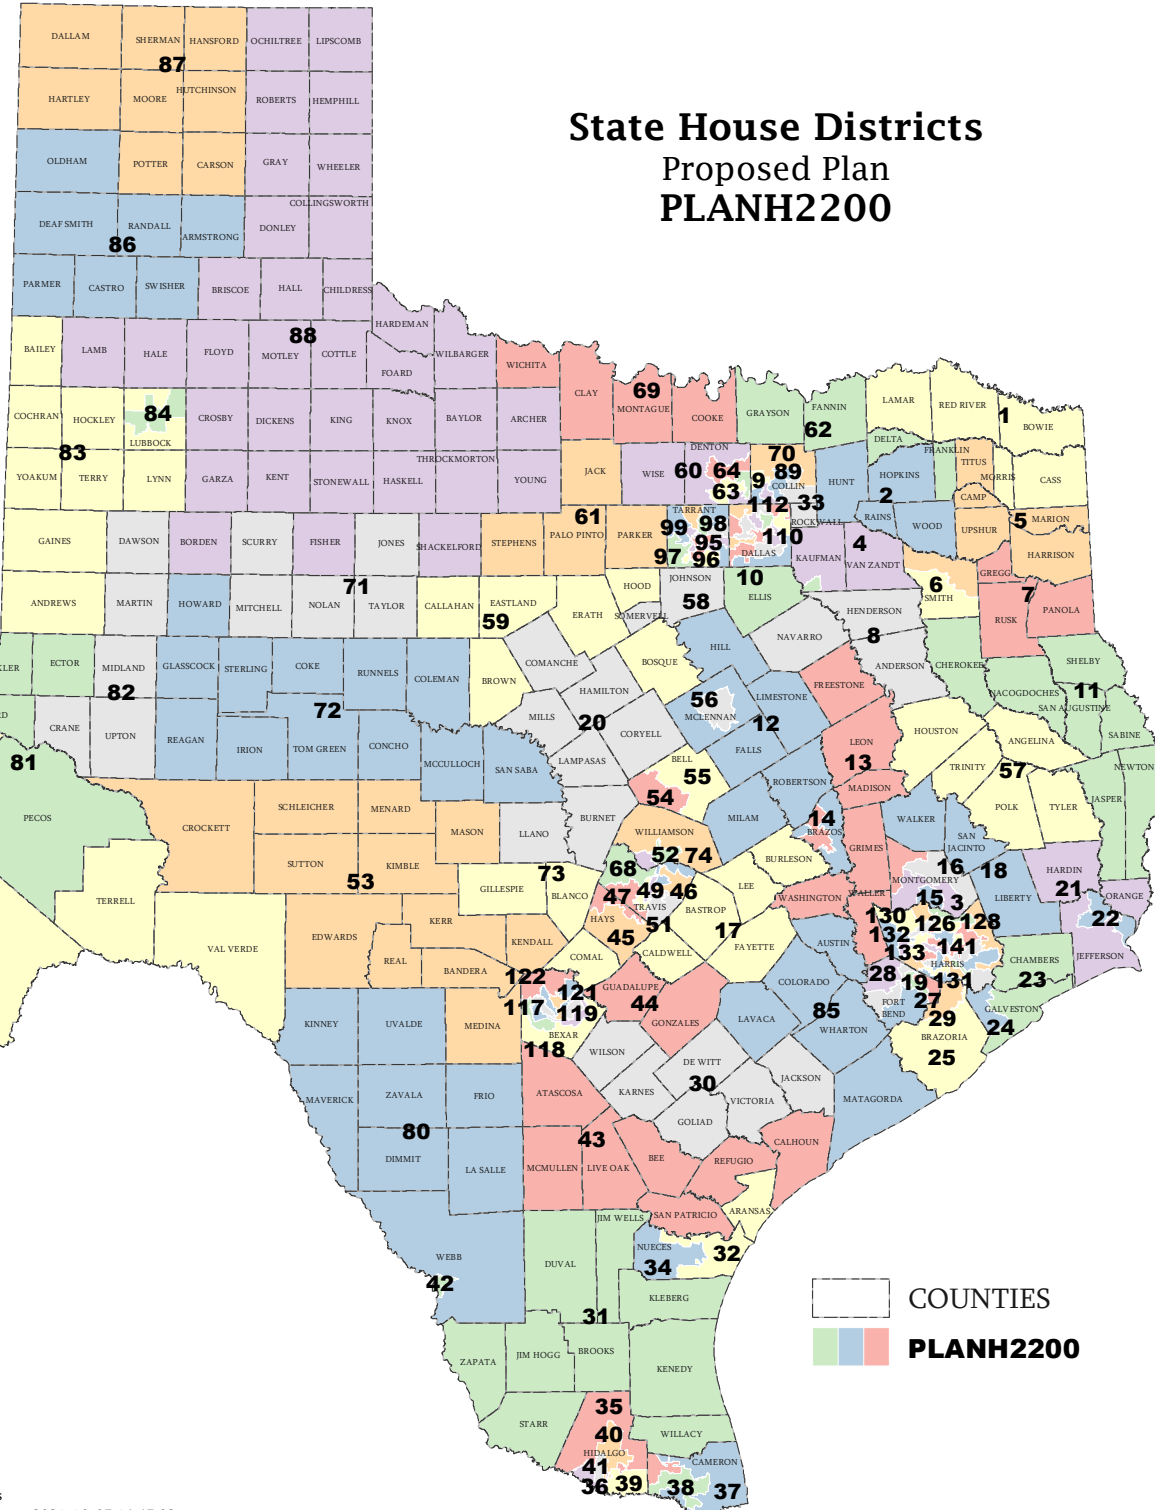 State House Districts
Proposed Plan
PLANH2200
DALLAM SHERMAN HANSFORD OCHILTREE LIPSCOMB
87
HARTLEY MOORE HUTCHINSON ROBERTS HEMPHILL
OLDHAM POTTER CARSON GRAY WHEELER
COLLINGSWORTH
DEAF SMITH RANDALL ARMSTRONG DONLEY
86
PARMER CASTRO SWISHER BRISCOE HALL CHILDRESS
HARDEMAN
88
BAILEY LAMB HALE FLOYD MOTLEY COTTLE FOARD WILBARGER WICHITA
CLAY 69 MONTAGUE COOKE GRAYSON FANNIN LAMAR RED RIVER 1 BOWIE
COCHRAN HOCKLEY 84 LUBBOCK CROSBY DICKENS KING KNOX BAYLOR ARCHER
62
DELTA FRANKLIN TITUS MORRIS CASS
83
THROCKMORTON
DENTON 70
YOAKUM TERRY LYNN GARZA KENT STONEWALL HASKELL YOUNG JACK WISE 60 64 63 9 89 COLLIN HUNT HOPKINS 2 CAMP
112 33 ROCKWALL RAINS WOOD UPSHUR 5 MARION
61 TARRANT 99 98
GAINES DAWSON BORDEN SCURRY FISHER JONES SHACKELFORD STEPHENS PALO PINTO PARKER 97 95 96 110 DALLAS KAUFMAN 4 VAN ZANDT HARRISON
GREGG
71 10 6 SMITH 7
ANDREWS MARTIN HOWARD MITCHELL NOLAN TAYLOR CALLAHAN EASTLAND 59 ERATH HOOD SOMERVELL JOHNSON 58 ELLIS HENDERSON RUSK PANOLA
NAVARRO 8
KLER ECTOR MIDLAND GLASSCOCK STERLING COKE RUNNELS COLEMAN BROWN COMANCHE BOSQUE HILL ANDERSON CHEROKEE SHELBY
82 72 HAMILTON FREESTONE NACOGDOCHES 11
RD CRANE UPTON REAGAN IRION TOM GREEN CONCHO MILLS 20 CORYELL 56 MCLENNAN LIMESTONE 12 SAN AUGUSTINE SABINE
81 MCCULLOCH SAN SABA LAMPASAS BELL 55 FALLS LEON 13 HOUSTON ANGELINA NEWTON
TRINITY 57
54 ROBERTSON MADISON
PECOS CROCKETT SCHLEICHER MENARD MASON LLANO BURNET WILLIAMSON MILAM 14 BRAZOS WALKER POLK TYLER JASPER
SAN JACINTO
SUTTON KIMBLE 52 74 GRIMES
53 73 68 BURLESON 16 18 HARDIN
MONTGOMERY 21
TERRELL GILLESPIE BLANCO 47 49 46 LEE WASHINGTON WALLER 15 3 LIBERTY ORANGE
HAYS TRAVIS BASTROP 130 126 128 22
KERR 51 17
VAL VERDE EDWARDS KENDALL 45 FAYETTE AUSTIN 132 141
REAL BANDERA COMAL CALDWELL 133 HARRIS CHAMBERS JEFFERSON
122 121 GUADALUPE 28 19 131 23
COLORADO
117 119 44 27
KINNEY UVALDE MEDINA BEXAR GONZALES LAVACA 85 WHARTON FORT BEND 29 GALVESTON 24
118 WILSON BRAZORIA
DE WITT 25
MAVERICK ZAVALA FRIO ATASCOSA KARNES 30 JACKSON VICTORIA MATAGORDA
GOLIAD
80 43 CALHOUN
DIMMIT LA SALLE MCMULLEN LIVE OAK BEE REFUGIO
JIM WELLS SAN PATRICIO ARANSAS
WEBB DUVAL NUECES 34 32
42 KLEBERG
31
ZAPATA JIM HOGG BROOKS KENEDY
35
STARR 40 WILLACY
HIDALGO
41 CAMERON
36 39 38 37
COUNTIES
PLANH2200